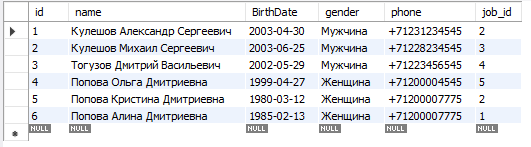 id name BirthDate gender phone job_id
1 Кулешов Александр Сергеевич 2003-04-30 Мужчина +71231234545 2
2 Кулешов Михаил Сергеевич 2003-06-25 Мужчина +71228234545 3
3 Тогузов Дмитрий Васильевич 2002-05-29 Мужчина +71223456545 4
4 Попова Ольга Дмитриевна 1999-04-27 Женщина +71200004545 5
5 Попова Кристина Дмитриевна 1980-03-12 Женщина +71200007775 2
6 Попова Алина Дмитриевна 1985-02-13 Женщина +71200007775 1
NULL NULL NULL NULL NULL NULL